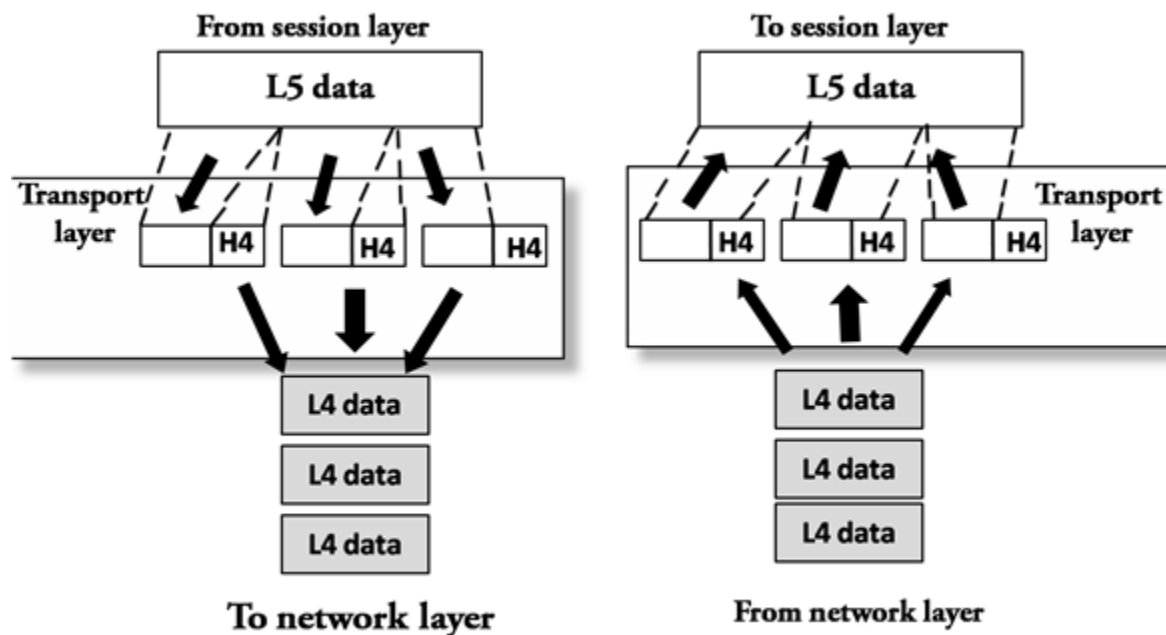 From session layer
L5 data
Transport
layer
H4
H4
H4
L4 data
L4 data
L4 data
To network layer
To session layer
L5 data
Transport
layer
H4
H4
H4
L4 data
L4 data
L4 data
From network layer